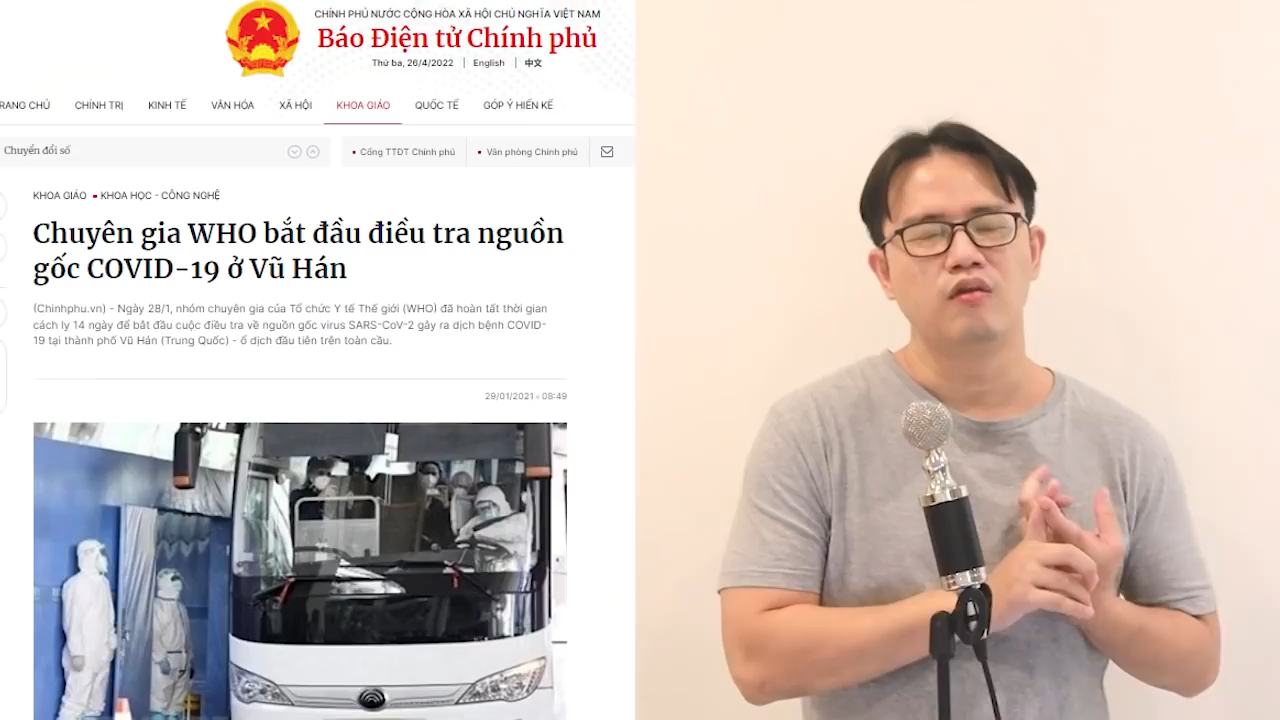 CHÍNH PHỦ NƯỚC CỘNG HÒA XÃ HỘI CHỦ NGHĨA VIỆT NAM
Báo Điện tử Chính phủ
Thứ ba, 26/4/2022 | English | 中文
RANG CHỦ CHÍNH TRỊ KINH TẾ VĂN HÓA XÃ HỘI KHOA GIÁO QUỐC TẾ GÓP Ý HIẾN KẾ
Chuyển đổi số • Cổng TTĐT Chính phủ • Văn phòng Chính phủ
KHOA GIÁO ▪ KHOA HỌC - CÔNG NGHỆ
Chuyên gia WHO bắt đầu điều tra nguồn
gốc COVID-19 ở Vũ Hán
(Chinhphu.vn) - Ngày 28/1, nhóm chuyên gia của Tổ chức Y tế Thế giới (WHO) đã hoàn tất thời gian
cách ly 14 ngày để bắt đầu cuộc điều tra về nguồn gốc virus SARS-CoV-2 gây ra dịch bệnh COVID-
19 tại thành phố Vũ Hán (Trung Quốc) - ổ dịch đầu tiên trên toàn cầu.
29/01/2021 • 08:49